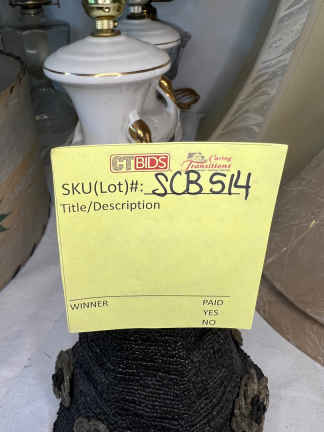 CTBIDS Caring Transitions
SKU(Lot)#: SCB514
Title/Description
WINNER PAID
YES
NO